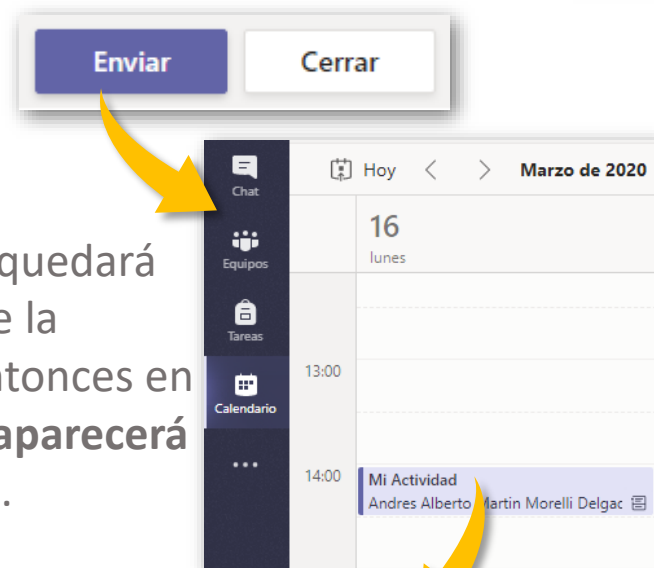 Enviar
Cerrar
Chat
Equipos
Tareas
Calendario
Hoy
Marzo de 2020
16
lunes
13:00
14:00
Mi Actividad
Andres Alberto Martin Morelli Delgac
quedará
e la
entonces en
aparecerá
.